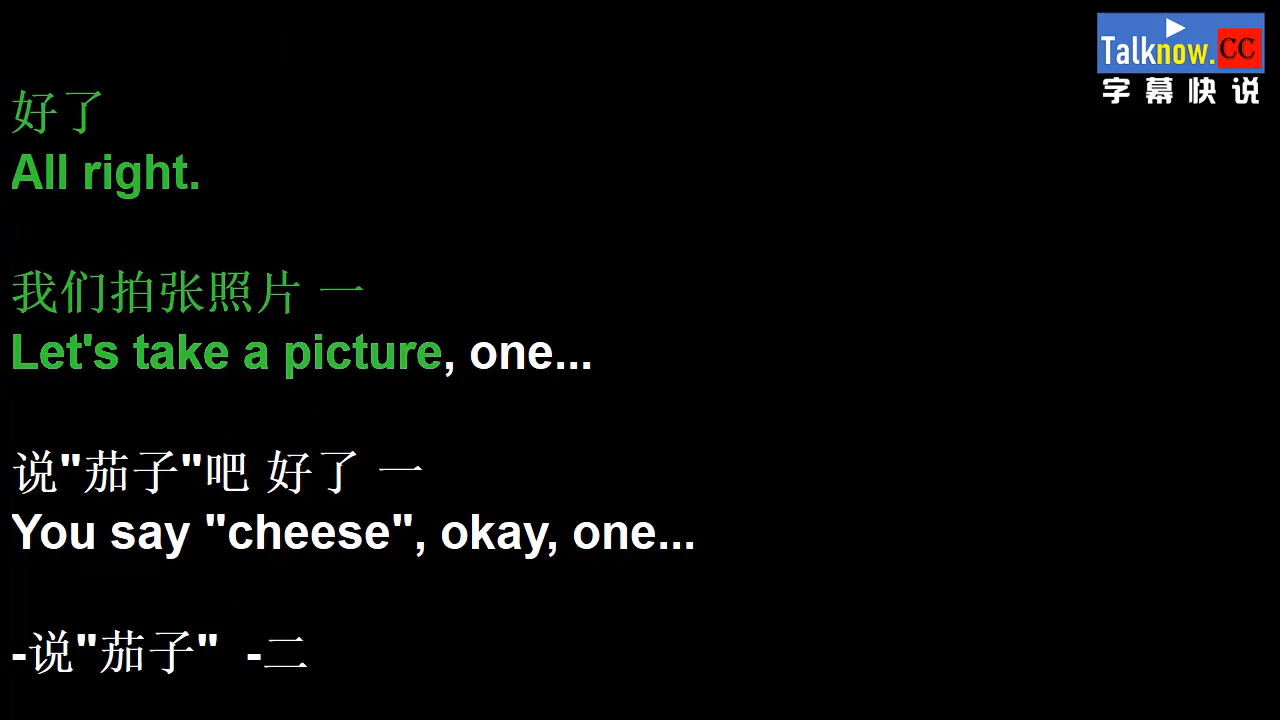 Talknow.CC
字幕快说
好了
All right.
我们拍张照片 一
Let's take a picture, one...
说"茄子"吧 好了 一
You say "cheese", okay, one...
-说"茄子"  -二